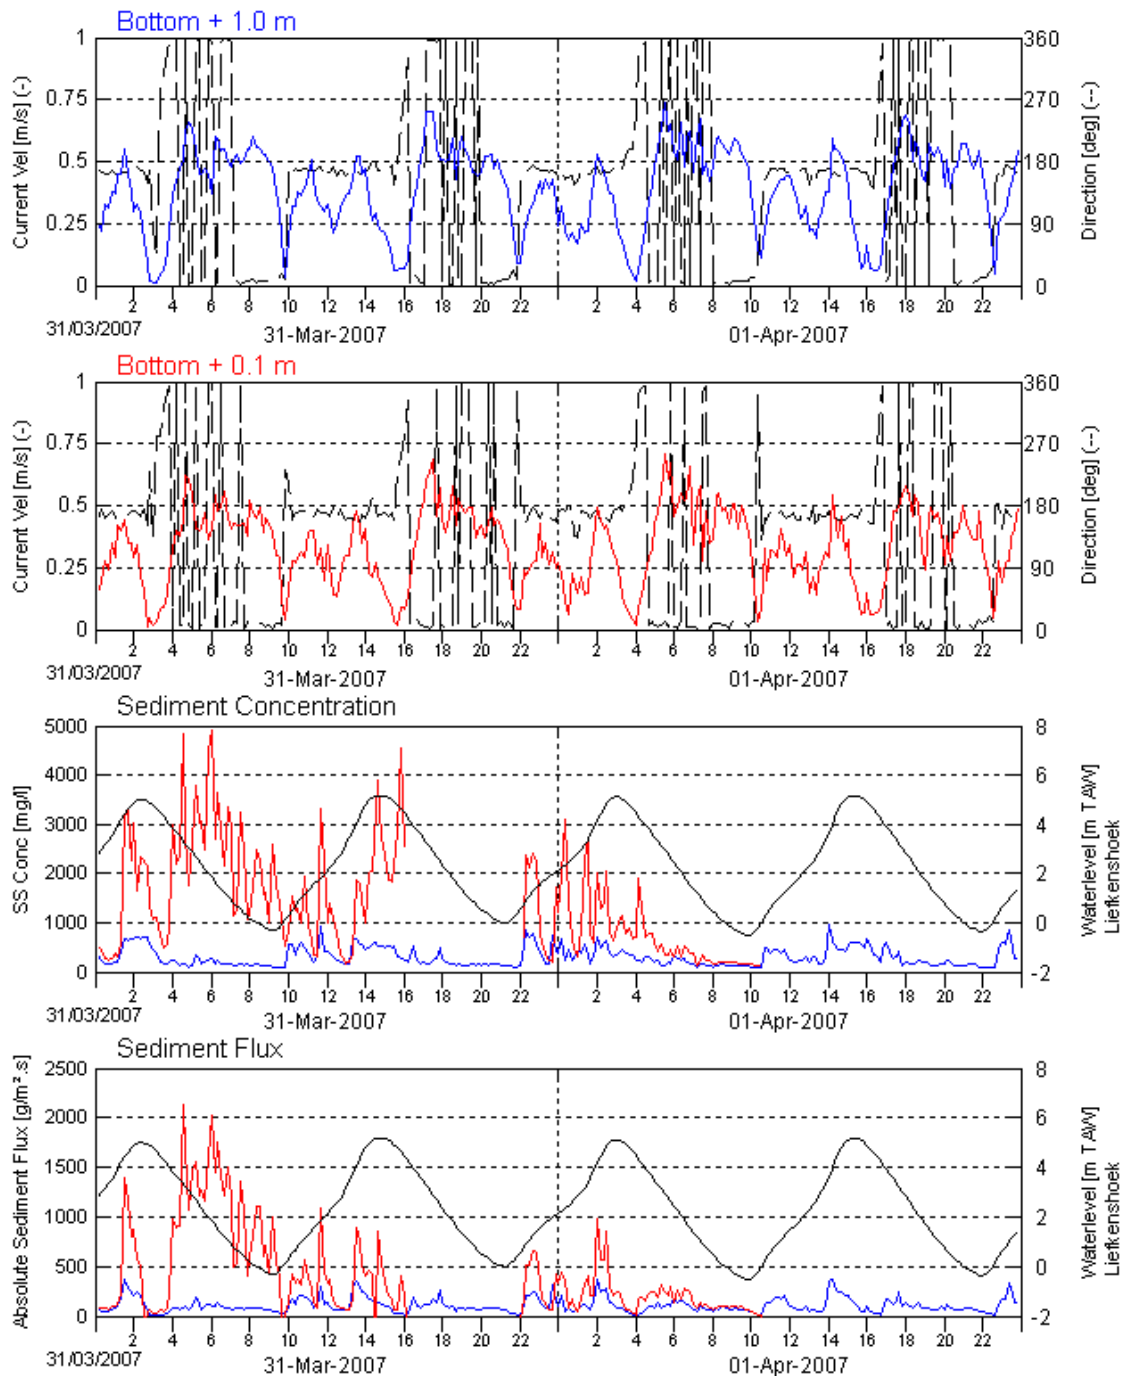 Bottom + 1.0 m
1 360
0.75 270
0.5 180
0.25 90
0 0
Current Vel [m/s] (-)
Direction [deg] (--)
2 4 6 8 10 12 14 16 18 20 22 2 4 6 8 10 12 14 16 18 20 22
31/03/2007
31-Mar-2007 01-Apr-2007
Bottom + 0.1 m
1 360
0.75 270
0.5 180
0.25 90
0 0
Current Vel [m/s] (-)
Direction [deg] (--)
2 4 6 8 10 12 14 16 18 20 22 2 4 6 8 10 12 14 16 18 20 22
31/03/2007
31-Mar-2007 01-Apr-2007
Sediment Concentration
5000 8
4000 6
3000 4
2000 2
1000 0
0 -2
SS Conc [mg/l]
Waterlevel [m TAW]
Liefkenshoek
2 4 6 8 10 12 14 16 18 20 22 2 4 6 8 10 12 14 16 18 20 22
31/03/2007
31-Mar-2007 01-Apr-2007
Sediment Flux
2500 8
2000 6
1500 4
1000 2
500 0
0 -2
Absolute Sediment Flux [g/m².s]
Waterlevel [m TAW]
Liefkenshoek
2 4 6 8 10 12 14 16 18 20 22 2 4 6 8 10 12 14 16 18 20 22
31/03/2007
31-Mar-2007 01-Apr-2007